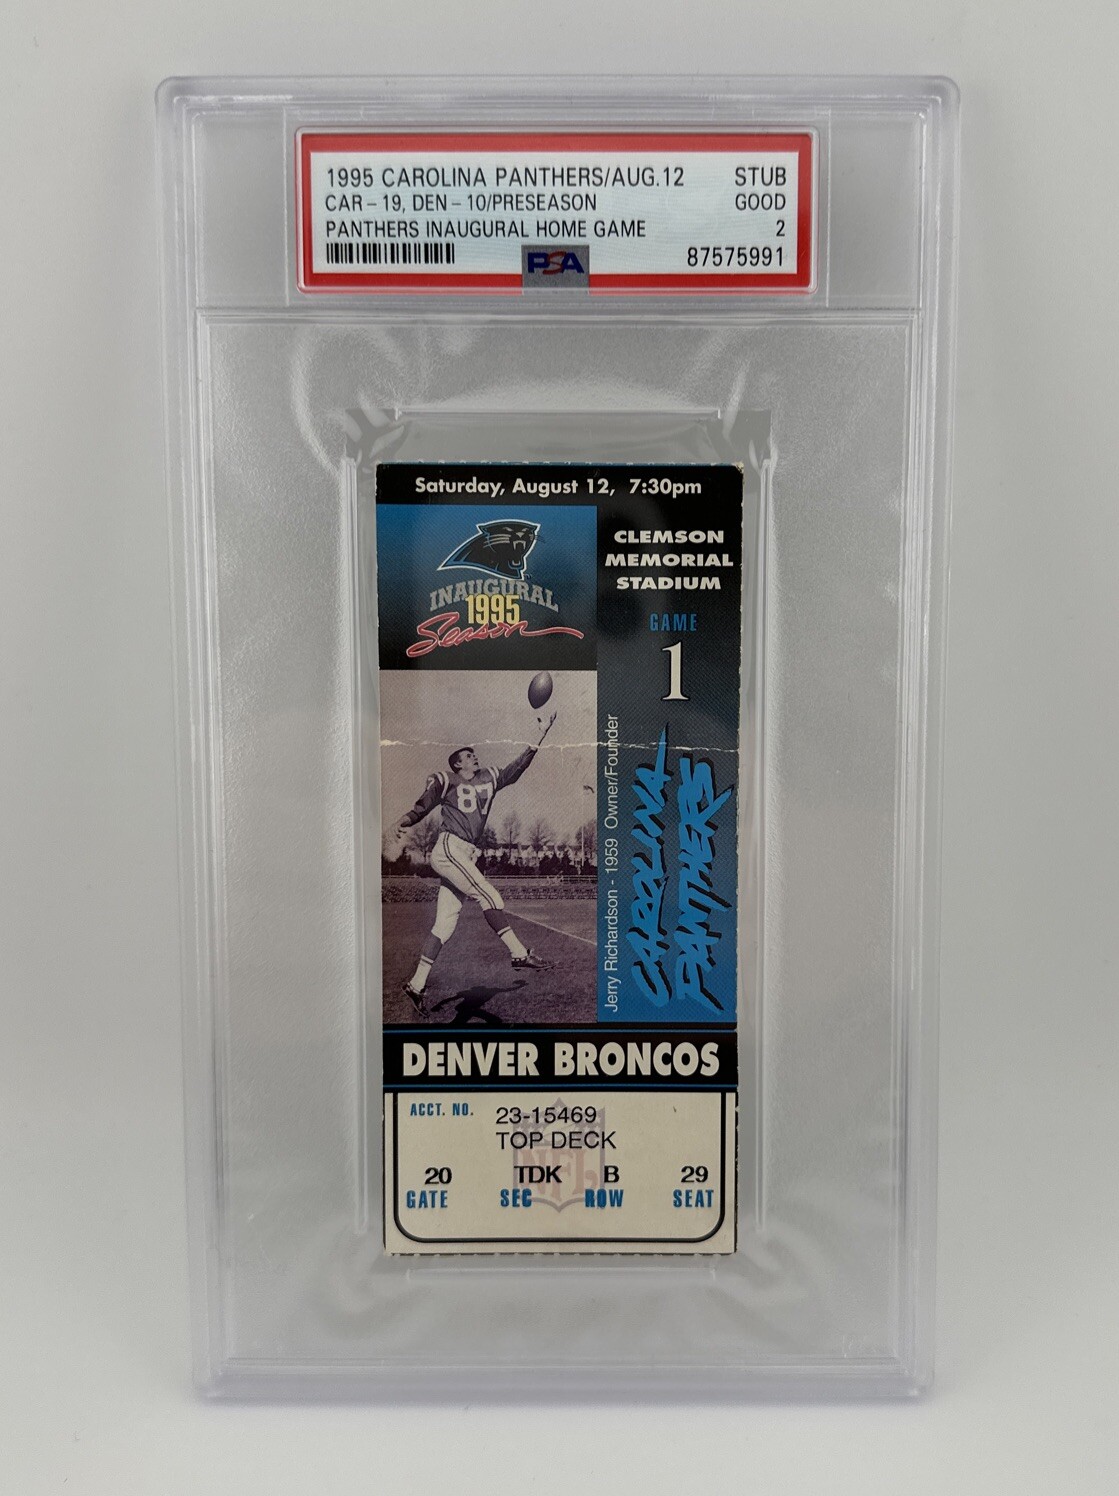 1995 CAROLINA PANTHERS/AUG.12 STUB
CAR – 19, DEN – 10/PRESEASON GOOD
PANTHERS INAUGURAL HOME GAME 2
PSA 87575991
Saturday, August 12, 7:30pm
CLEMSON
MEMORIAL
STADIUM
INAUGURAL
1995
Season
GAME
1
87
Jerry Richardson - 1959 Owner/Founder
CAROLINA
PANTHERS
DENVER BRONCOS
ACCT. NO. 23-15469
TOP DECK
NFL
20 TDK B 29
GATE SEC ROW SEAT